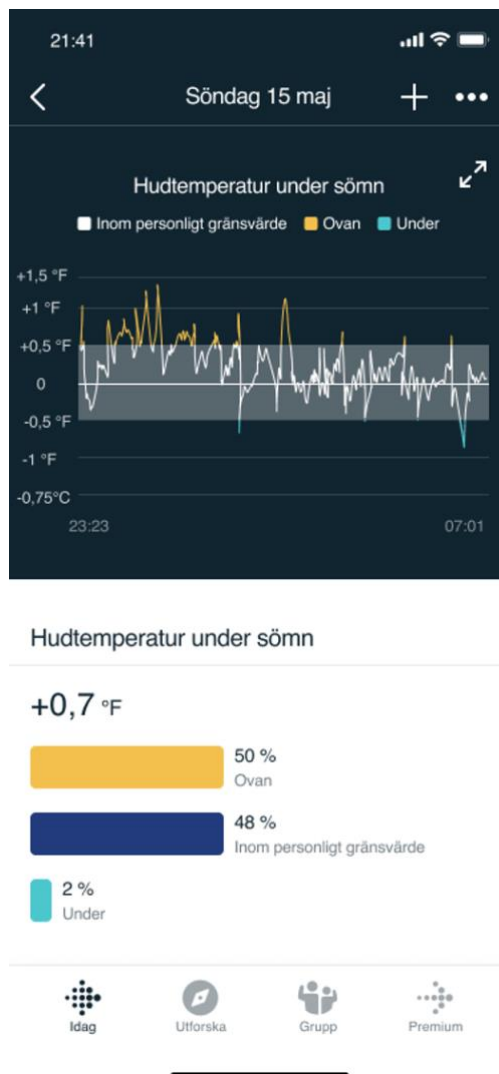 21:41
Söndag 15 maj
Hudtemperatur under sömn
Inom personligt gränsvärde Ovan Under
+1,5 °F
+1 °F
+0,5 °F
0
-0,5 °F
-1 °F
-0,75°C
23:23 07:01
Hudtemperatur under sömn
+0,7 °F
50 %
Ovan
48 %
Inom personligt gränsvärde
2 %
Under
Idag Utforska Grupp Premium